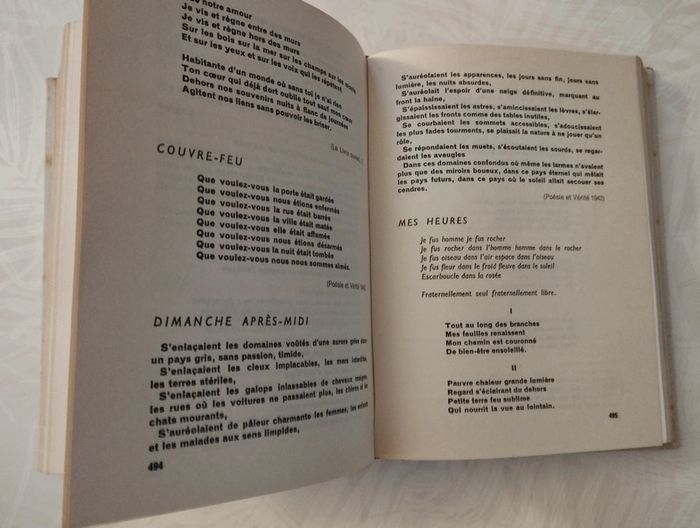 notre amour
Je vis et règne entre des murs
Je vis et règne hors des murs
Sur les bois sur la mer sur les champs sur les monts
Et sur les yeux et sur les voix qui les répètent
Habitante d'un monde où sans toi je n'ai rien
Ton cœur qui déjà dort oublie tout sauf mon cœur
Dehors nos souvenirs nuits à flanc de journées
Agitent nos liens sans pouvoir les briser.
(Le Livre ouvert,
COUVRE-FEU
Que voulez-vous la porte était gardée
Que voulez-vous nous étions enfermés
Que voulez-vous la rue était barrée
Que voulez-vous la ville était matée
Que voulez-vous elle était affamée
Que voulez-vous nous étions désarmés
Que voulez-vous la nuit était tombée
Que voulez-vous nous nous sommes aimés.
(Poésie et Vérité
DIMANCHE APRÈS-MIDI
S'enlaçaient les domaines voûtés d'une aurore grise dans
un pays gris, sans passion, timide,
S'enlaçaient les cieux implacables, les mers interdites,
les terres stériles,
S'enlaçaient les galops inlassables de chevaux maigres,
les rues où les voitures ne passaient plus, les chiens et les
chats mourants,
S'auréolaient de pâleur charmante les femmes, les enfants
et les malades aux sens limpides,
494
S'auréolaient les apparences, les jours sans fin, jours sans
lumière, les nuits absurdes,
S'auréolait l'espoir d'une neige définitive, marquant au
front la haine,
S'épaississaient les astres, s'amincissaient les lèvres, s'élar-
gissaient les fronts comme des tables inutiles,
Se courbaient les sommets accessibles, s'adoucissaient
les plus fades tourments, se plaisait la nature à ne jouer qu'un
rôle,
Se répondaient les muets, s'écoutaient les sourds, se regar-
daient les aveugles
Dans ces domaines confondus où même les larmes n'avaient
plus que des miroirs boueux, dans ce pays éternel qui mêlait
les pays futurs, dans ce pays où le soleil allait secouer ses
cendres.
(Poésie et Vérité 1942)
MES HEURES
Je fus homme je fus rocher
Je fus rocher dans l'homme homme dans le rocher
Je fus oiseau dans l'air espace dans l'oiseau
Je fus fleur dans le froid fleuve dans le soleil
Escarboucle dans la rosée
Fraternellement seul fraternellement libre.
I
Tout au long des branches
Mes feuilles renaissent
Mon chemin est couronné
De bien-être ensoleillé.
II
Pauvre chaleur grande lumière
Regard s'éclairant du dehors
Petite terre feu sublime
Qui nourrit la vue au lointain.
495